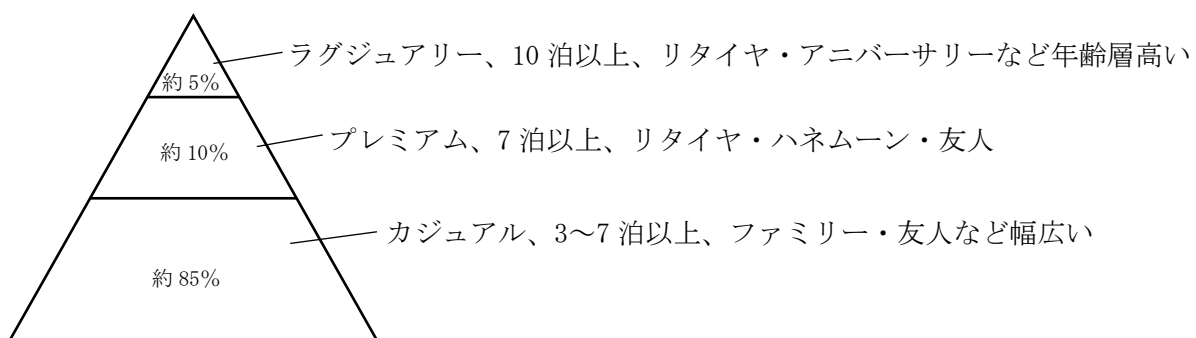 ラグジュアリー、10 泊以上、リタイヤ・アニバーサリーなど年齢層高い
約 5%
プレミアム、7 泊以上、リタイヤ・ハネムーン・友人
約 10%
カジュアル、3～7 泊以上、ファミリー・友人など幅広い
約 85%